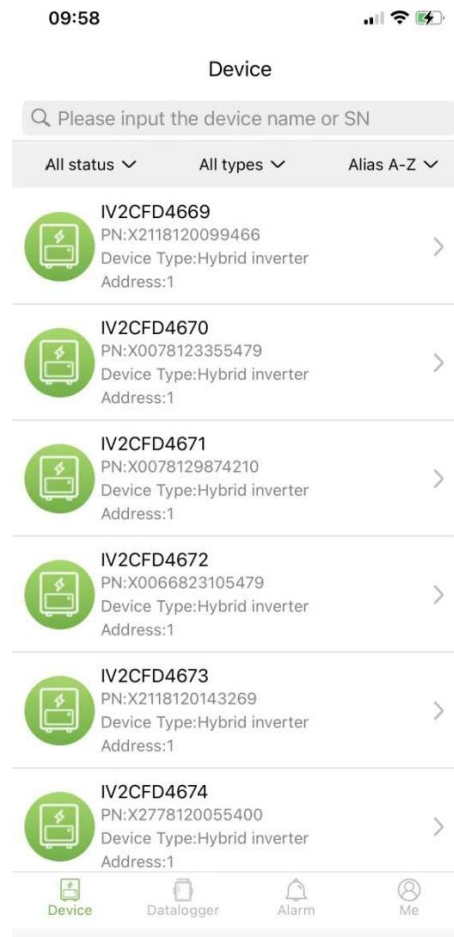 09:58
Device
Please input the device name or SN
All status All types Alias A-Z
IV2CFD4669
PN:X2118120099466
Device Type:Hybrid inverter
Address:1
IV2CFD4670
PN:X0078123355479
Device Type:Hybrid inverter
Address:1
IV2CFD4671
PN:X0078129874210
Device Type:Hybrid inverter
Address:1
IV2CFD4672
PN:X0066823105479
Device Type:Hybrid inverter
Address:1
IV2CFD4673
PN:X2118120143269
Device Type:Hybrid inverter
Address:1
IV2CFD4674
PN:X2778120055400
Device Type:Hybrid inverter
Address:1
Device Datalogger Alarm Me